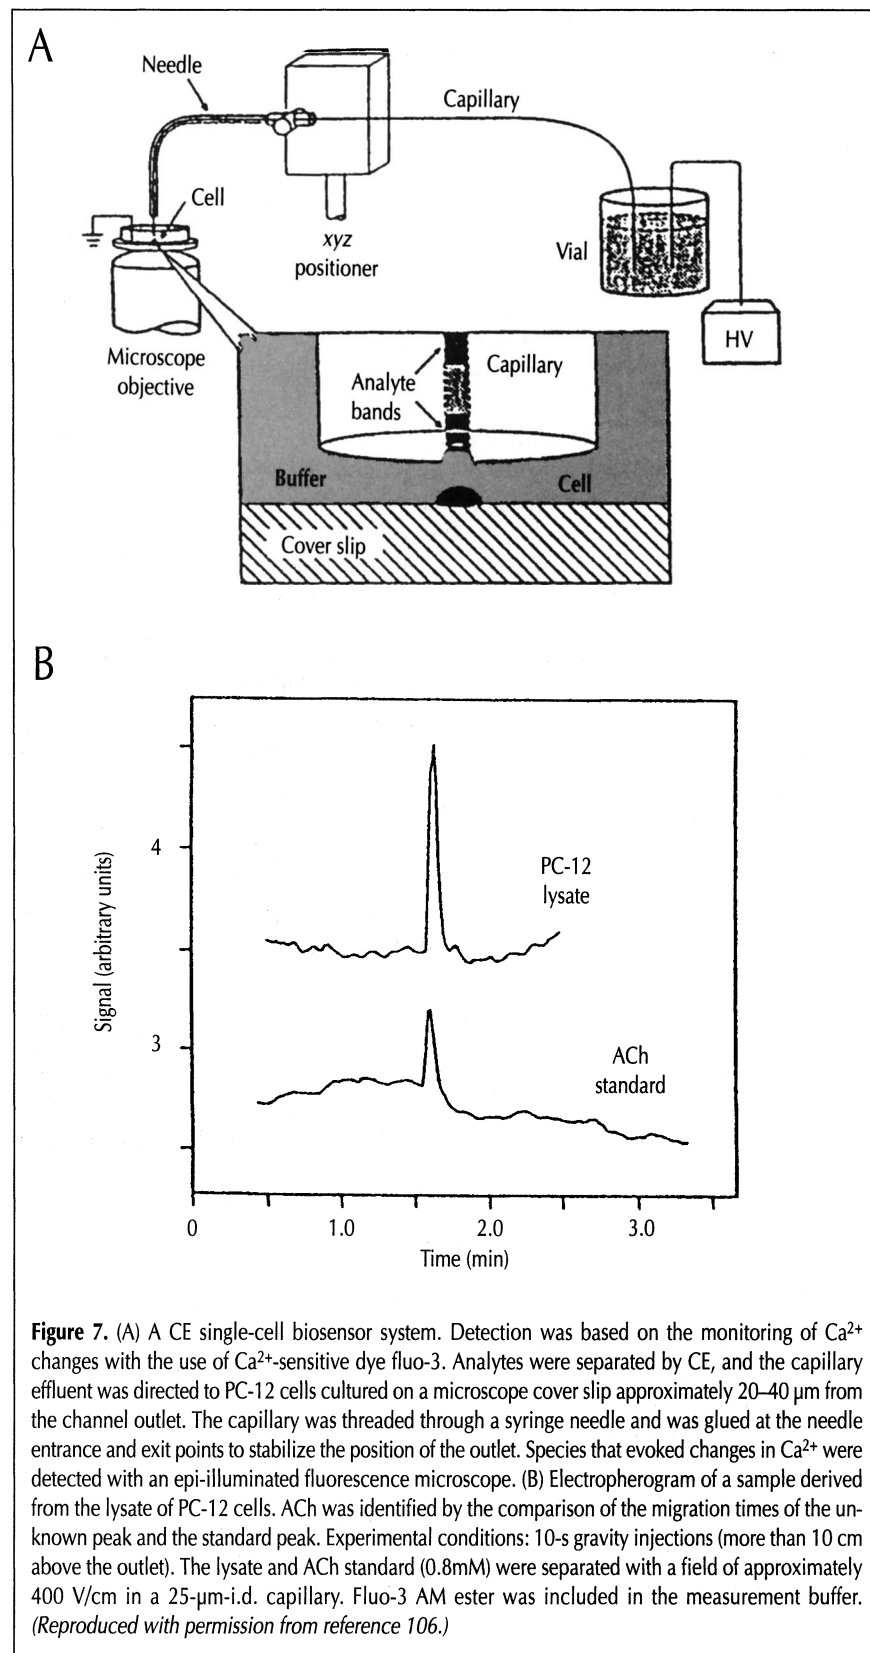 A
Needle
Capillary
Cell
xyz
positioner
Vial
HV
Microscope
objective
Analyte
bands
Capillary
Buffer
Cell
Cover slip
B
Signal (arbitrary units)
4
3
PC-12
lysate
ACh
standard
0 1.0 2.0 3.0
Time (min)
Figure 7. (A) A CE single-cell biosensor system. Detection was based on the monitoring of Ca²⁺
changes with the use of Ca²⁺-sensitive dye fluo-3. Analytes were separated by CE, and the capillary
effluent was directed to PC-12 cells cultured on a microscope cover slip approximately 20–40 µm from
the channel outlet. The capillary was threaded through a syringe needle and was glued at the needle
entrance and exit points to stabilize the position of the outlet. Species that evoked changes in Ca²⁺ were
detected with an epi-illuminated fluorescence microscope. (B) Electropherogram of a sample derived
from the lysate of PC-12 cells. ACh was identified by the comparison of the migration times of the un-
known peak and the standard peak. Experimental conditions: 10-s gravity injections (more than 10 cm
above the outlet). The lysate and ACh standard (0.8mM) were separated with a field of approximately
400 V/cm in a 25-µm-i.d. capillary. Fluo-3 AM ester was included in the measurement buffer.
(Reproduced with permission from reference 106.)